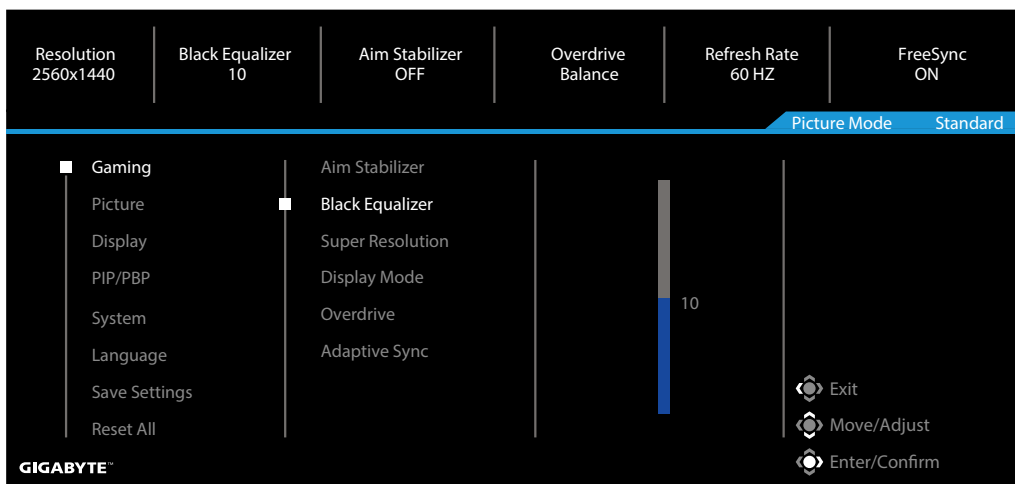 Resolution
2560x1440
Black Equalizer
10
Aim Stabilizer
OFF
Overdrive
Balance
Refresh Rate
60 HZ
FreeSync
ON
Picture Mode Standard
Gaming
Picture
Display
PIP/PBP
System
Language
Save Settings
Reset All
Aim Stabilizer
Black Equalizer
Super Resolution
Display Mode
Overdrive
Adaptive Sync
10
Exit
Move/Adjust
Enter/Confirm
GIGABYTE™